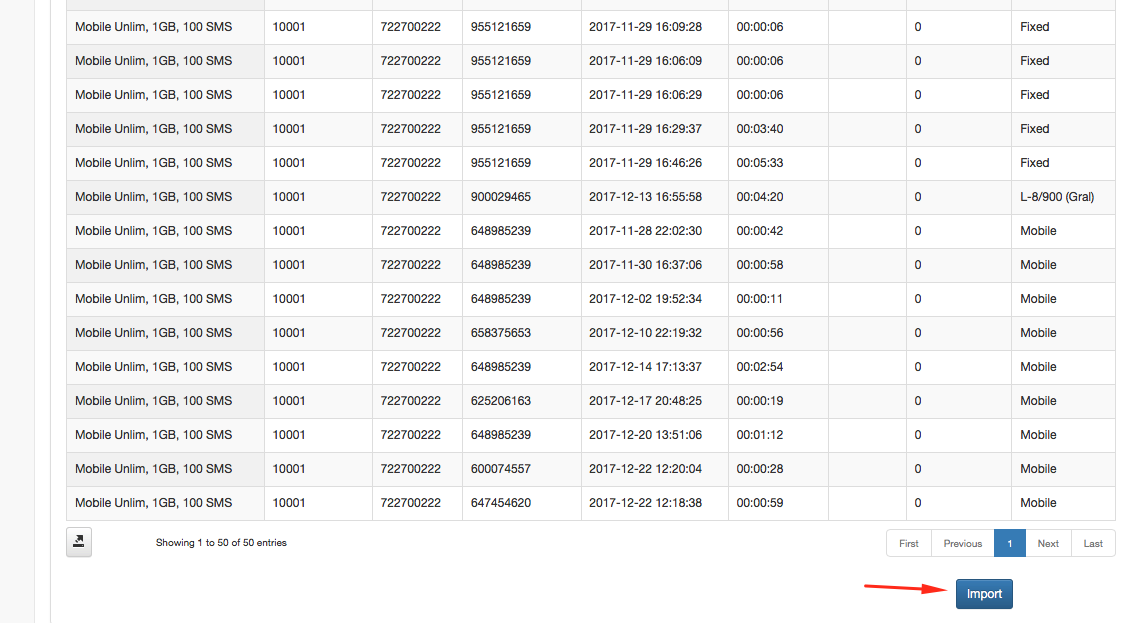 Mobile Unlim, 1GB, 100 SMS 10001 722700222 955121659 2017-11-29 16:09:28 00:00:06 0 Fixed
Mobile Unlim, 1GB, 100 SMS 10001 722700222 955121659 2017-11-29 16:06:09 00:00:06 0 Fixed
Mobile Unlim, 1GB, 100 SMS 10001 722700222 955121659 2017-11-29 16:06:29 00:00:06 0 Fixed
Mobile Unlim, 1GB, 100 SMS 10001 722700222 955121659 2017-11-29 16:29:37 00:03:40 0 Fixed
Mobile Unlim, 1GB, 100 SMS 10001 722700222 955121659 2017-11-29 16:46:26 00:05:33 0 Fixed
Mobile Unlim, 1GB, 100 SMS 10001 722700222 900029465 2017-12-13 16:55:58 00:04:20 0 L-8/900 (Gral)
Mobile Unlim, 1GB, 100 SMS 10001 722700222 648985239 2017-11-28 22:02:30 00:00:42 0 Mobile
Mobile Unlim, 1GB, 100 SMS 10001 722700222 648985239 2017-11-30 16:37:06 00:00:58 0 Mobile
Mobile Unlim, 1GB, 100 SMS 10001 722700222 648985239 2017-12-02 19:52:34 00:00:11 0 Mobile
Mobile Unlim, 1GB, 100 SMS 10001 722700222 658375653 2017-12-10 22:19:32 00:00:56 0 Mobile
Mobile Unlim, 1GB, 100 SMS 10001 722700222 648985239 2017-12-14 17:13:37 00:02:54 0 Mobile
Mobile Unlim, 1GB, 100 SMS 10001 722700222 625206163 2017-12-17 20:48:25 00:00:19 0 Mobile
Mobile Unlim, 1GB, 100 SMS 10001 722700222 648985239 2017-12-20 13:51:06 00:01:12 0 Mobile
Mobile Unlim, 1GB, 100 SMS 10001 722700222 600074557 2017-12-22 12:20:04 00:00:28 0 Mobile
Mobile Unlim, 1GB, 100 SMS 10001 722700222 647454620 2017-12-22 12:18:38 00:00:59 0 Mobile
Showing 1 to 50 of 50 entries First Previous 1 Next Last
Import